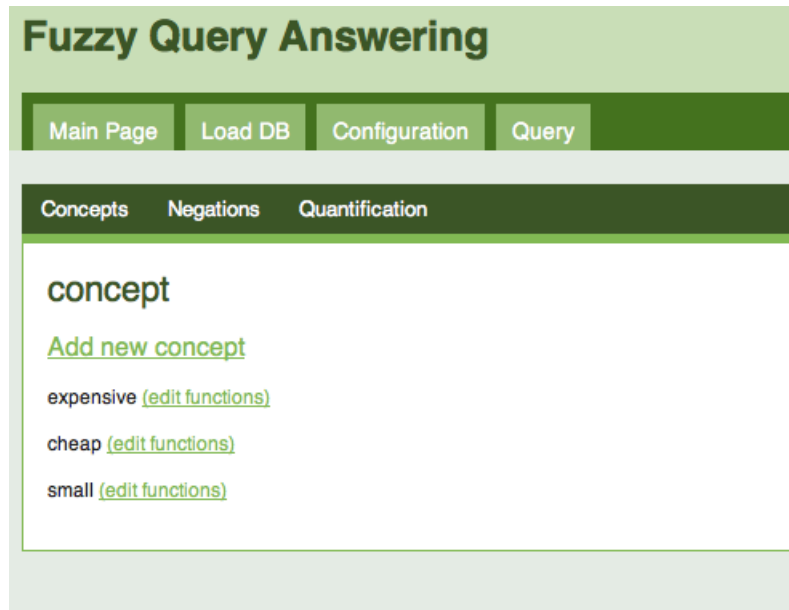 Fuzzy Query Answering
Main Page Load DB Configuration Query
Concepts Negations Quantification
concept
Add new concept
expensive (edit functions)
cheap (edit functions)
small (edit functions)